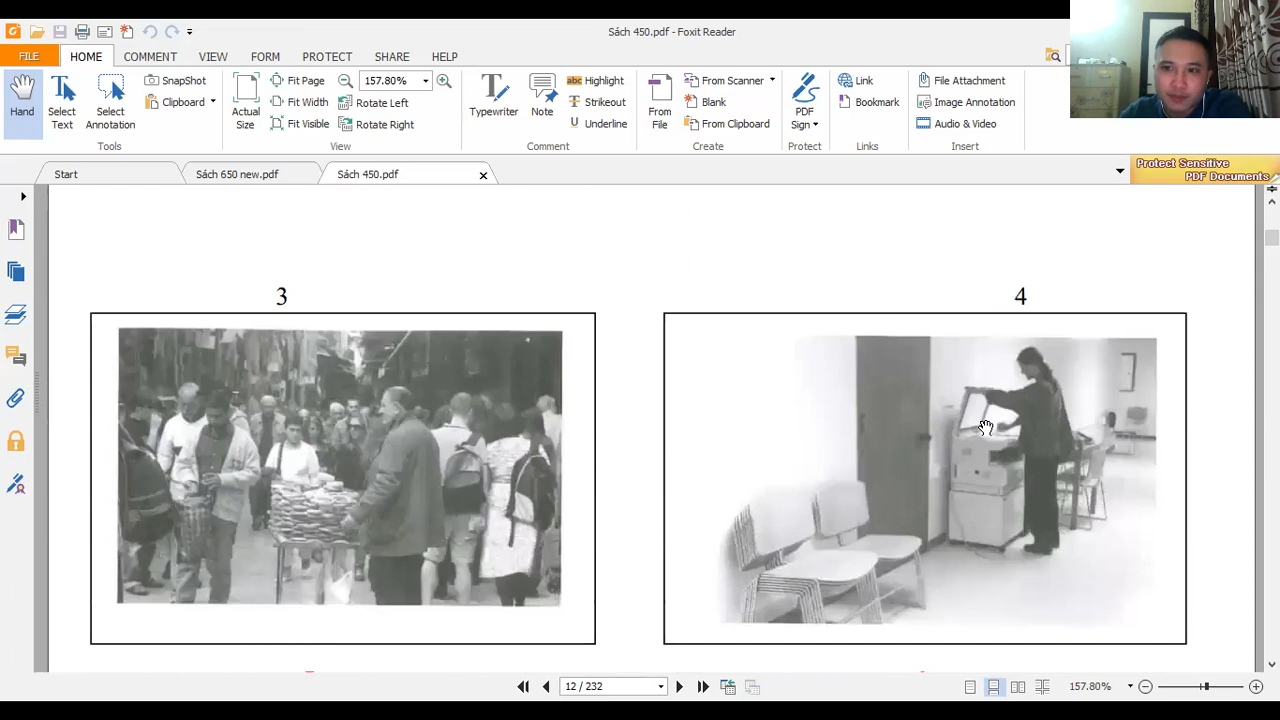 Sách 450.pdf - Foxit Reader
FILE
HOME
COMMENT
VIEW
FORM
PROTECT
SHARE
HELP
Hand
Select Text
Select Annotation
SnapShot
Clipboard
Tools
Actual Size
Fit Page
Fit Width
Fit Visible
157.80%
Rotate Left
Rotate Right
View
Typewriter
Note
abc Highlight
Strikeout
U Underline
Comment
From File
From Scanner
Blank
From Clipboard
Create
PDF Sign
Protect
Link
Bookmark
Links
File Attachment
Image Annotation
Audio & Video
Insert
Start
Sách 650 new.pdf
Sách 450.pdf
Protect Sensitive
PDF Documents
3
4
12 / 232
157.80%